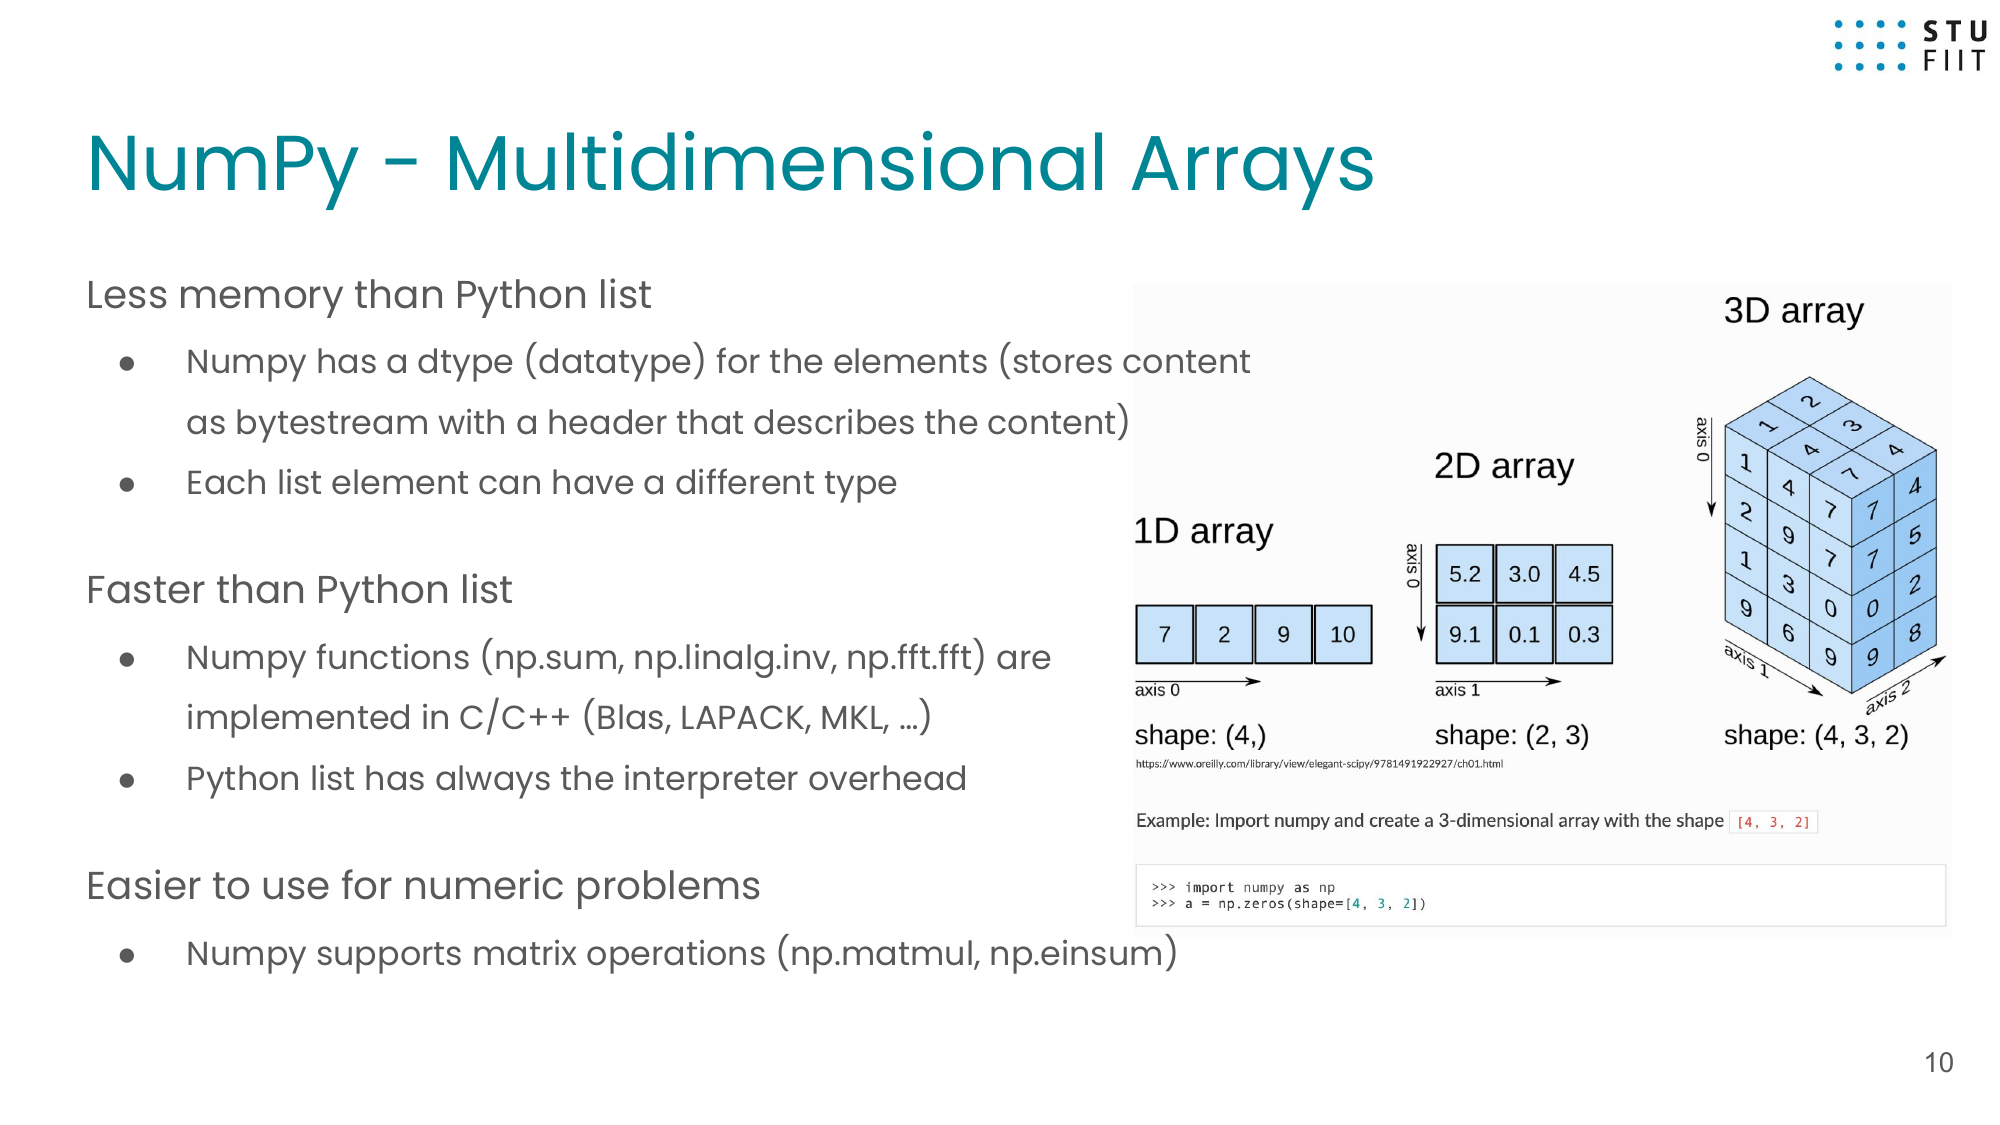 STU
FIIT
NumPy - Multidimensional Arrays
Less memory than Python list
● Numpy has a dtype (datatype) for the elements (stores content
as bytestream with a header that describes the content)
● Each list element can have a different type
Faster than Python list
● Numpy functions (np.sum, np.linalg.inv, np.fft.fft) are
implemented in C/C++ (Blas, LAPACK, MKL, …)
● Python list has always the interpreter overhead
Easier to use for numeric problems
● Numpy supports matrix operations (np.matmul, np.einsum)
1D array
7 2 9 10
axis 0
shape: (4,)
2D array
axis 0
5.2 3.0 4.5
9.1 0.1 0.3
axis 1
shape: (2, 3)
3D array
axis 0
1 2
4 3
7 4
1 4 7 7 4
2 9 7 7 5
1 3 0 0 2
9 6 9 9 8
axis 1
axis 2
shape: (4, 3, 2)
https://www.oreilly.com/library/view/elegant-scipy/9781491922927/ch01.html
Example: Import numpy and create a 3-dimensional array with the shape [4, 3, 2]
>>> import numpy as np
>>> a = np.zeros(shape=[4, 3, 2])
10